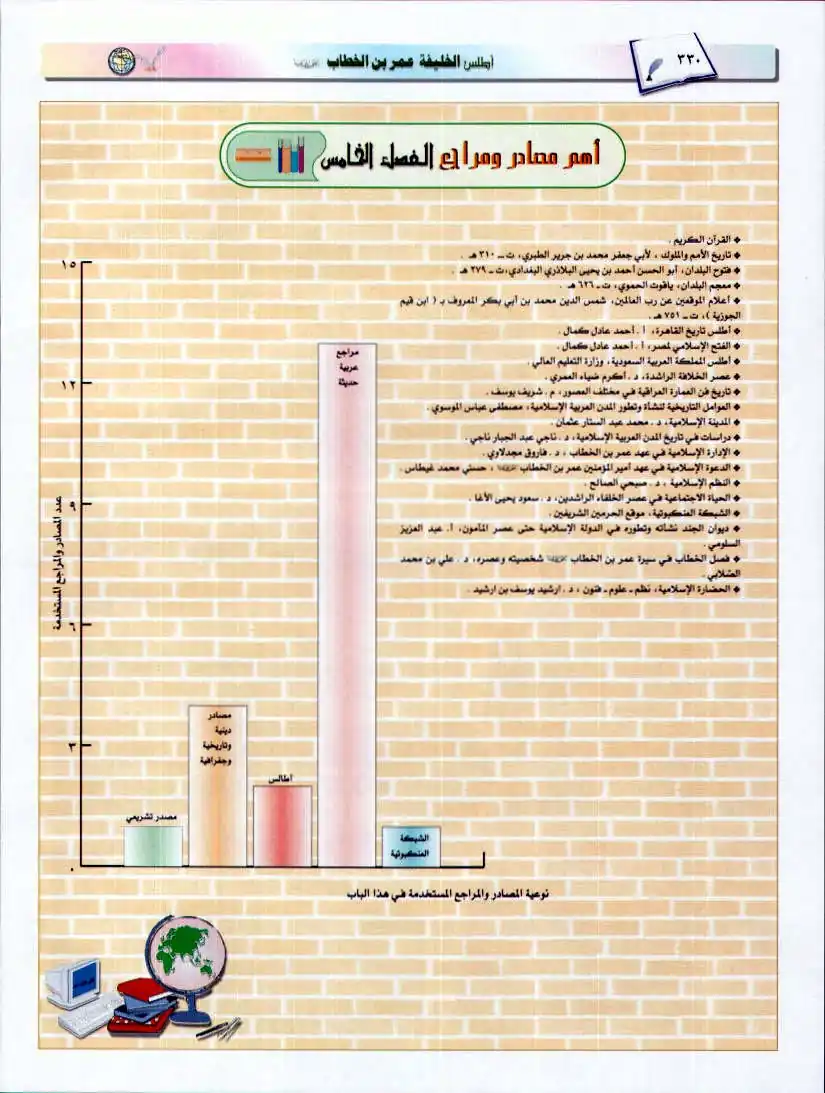 ٣٣٠
أطلس الخليفة عمر بن الخطاب
أهم مصادر ومراجع الفصل الخامس
❖ القرآن الكريم .
❖ تاريخ الأمم والملوك ، لأبي جعفر محمد بن جرير الطبري، ت ــ ٣١٠ هـ .
❖ فتوح البلدان، أبو الحسن أحمد بن يحيى البلاذري البغدادي، ت ــ ٢٧٩ هـ .
❖ معجم البلدان، ياقوت الحموي، ت ــ ٦٢٦ هـ .
❖ أعلام الموقعين عن رب العالمين، شمس الدين محمد بن أبي بكر المعروف بـ ( ابن قيم
الجوزية )، ت ــ ٧٥١ هـ .
❖ أطلس تاريخ القاهرة، أ . أحمد عادل كمال .
❖ الفتح الإسلامي لمصر، أ . أحمد عادل كمال .
❖ أطلس المملكة العربية السعودية، وزارة التعليم العالي .
❖ عصر الخلافة الراشدة، د . أكرم ضياء العمري .
❖ تاريخ فن العمارة العراقية في مختلف العصور، م . شريف يوسف .
❖ العوامل التاريخية لنشأة وتطور المدن العربية الإسلامية، مصطفى عباس الموسوي .
❖ المدينة الإسلامية، د . محمد عبد الستار عثمان .
❖ دراسات في تاريخ المدن العربية الإسلامية، د . ناجي عبد الجبار ناجي .
❖ الإدارة الإسلامية في عهد عمر بن الخطاب ، د . فاروق مجدلاوي .
❖ الدعوة الإسلامية في عهد أمير المؤمنين عمر بن الخطاب ، حسني محمد غيطاس .
❖ النظم الإسلامية ، د . صبحي الصالح .
❖ الحياة الاجتماعية في عصر الخلفاء الراشدين، د . سعود يحيى الأغا .
❖ الشبكة العنكبوتية، موقع الحرمين الشريفين .
❖ ديوان الجند نشأته وتطوره في الدولة الإسلامية حتى عصر المأمون، أ. عبد العزيز
السلومي .
❖ فصل الخطاب في سيرة عمر بن الخطاب شخصيته وعصره، د . علي بن محمد
الصّلابي .
❖ الحضارة الإسلامية، نظم ـ علوم ـ فنون ، د . ارشيد يوسف بن ارشيد .
١٥
١٢
٩
٦
٣
٠
عدد المصادر والمراجع المستخدمة
مصدر تشريعي
مصادر
دينية
وتاريخية
وجغرافية
أطالس
مراجع
عربية
حديثة
الشبكة
العنكبوتية
نوعية المصادر والمراجع المستخدمة في هذا الباب